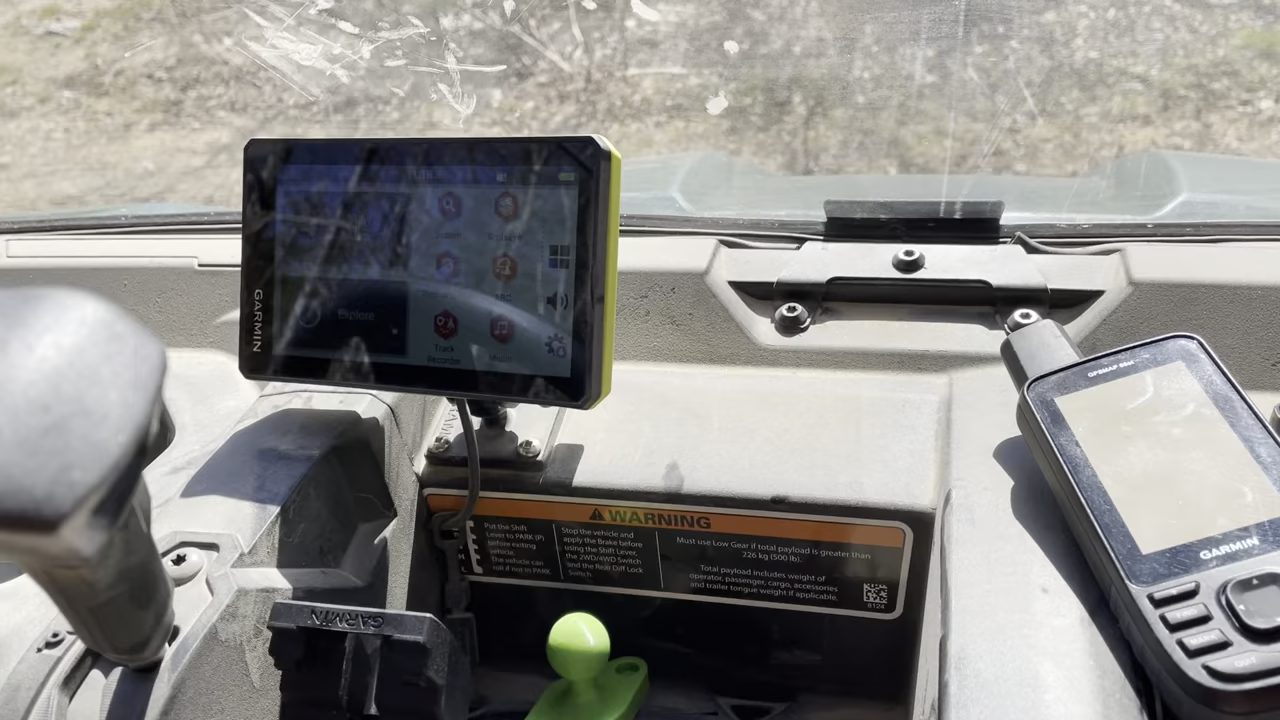 GARMIN
Explore
Track
Recorder
Music
GPSMAP
GARMIN
MARK
QUIT
WARNING
Put the Shift
Lever to PARK (P)
before exiting
vehicle.
The vehicle can
roll if not in PARK.
Stop the vehicle and
apply the Brake before
using the Shift Lever,
the 2WD/4WD Switch
and the Rear Diff Lock
Switch.
Must use Low Gear if total payload is greater than
226 kg (500 lb).
Total payload includes weight of
operator, passenger, cargo, accessories
and trailer tongue weight if applicable.
8124
GARMIN